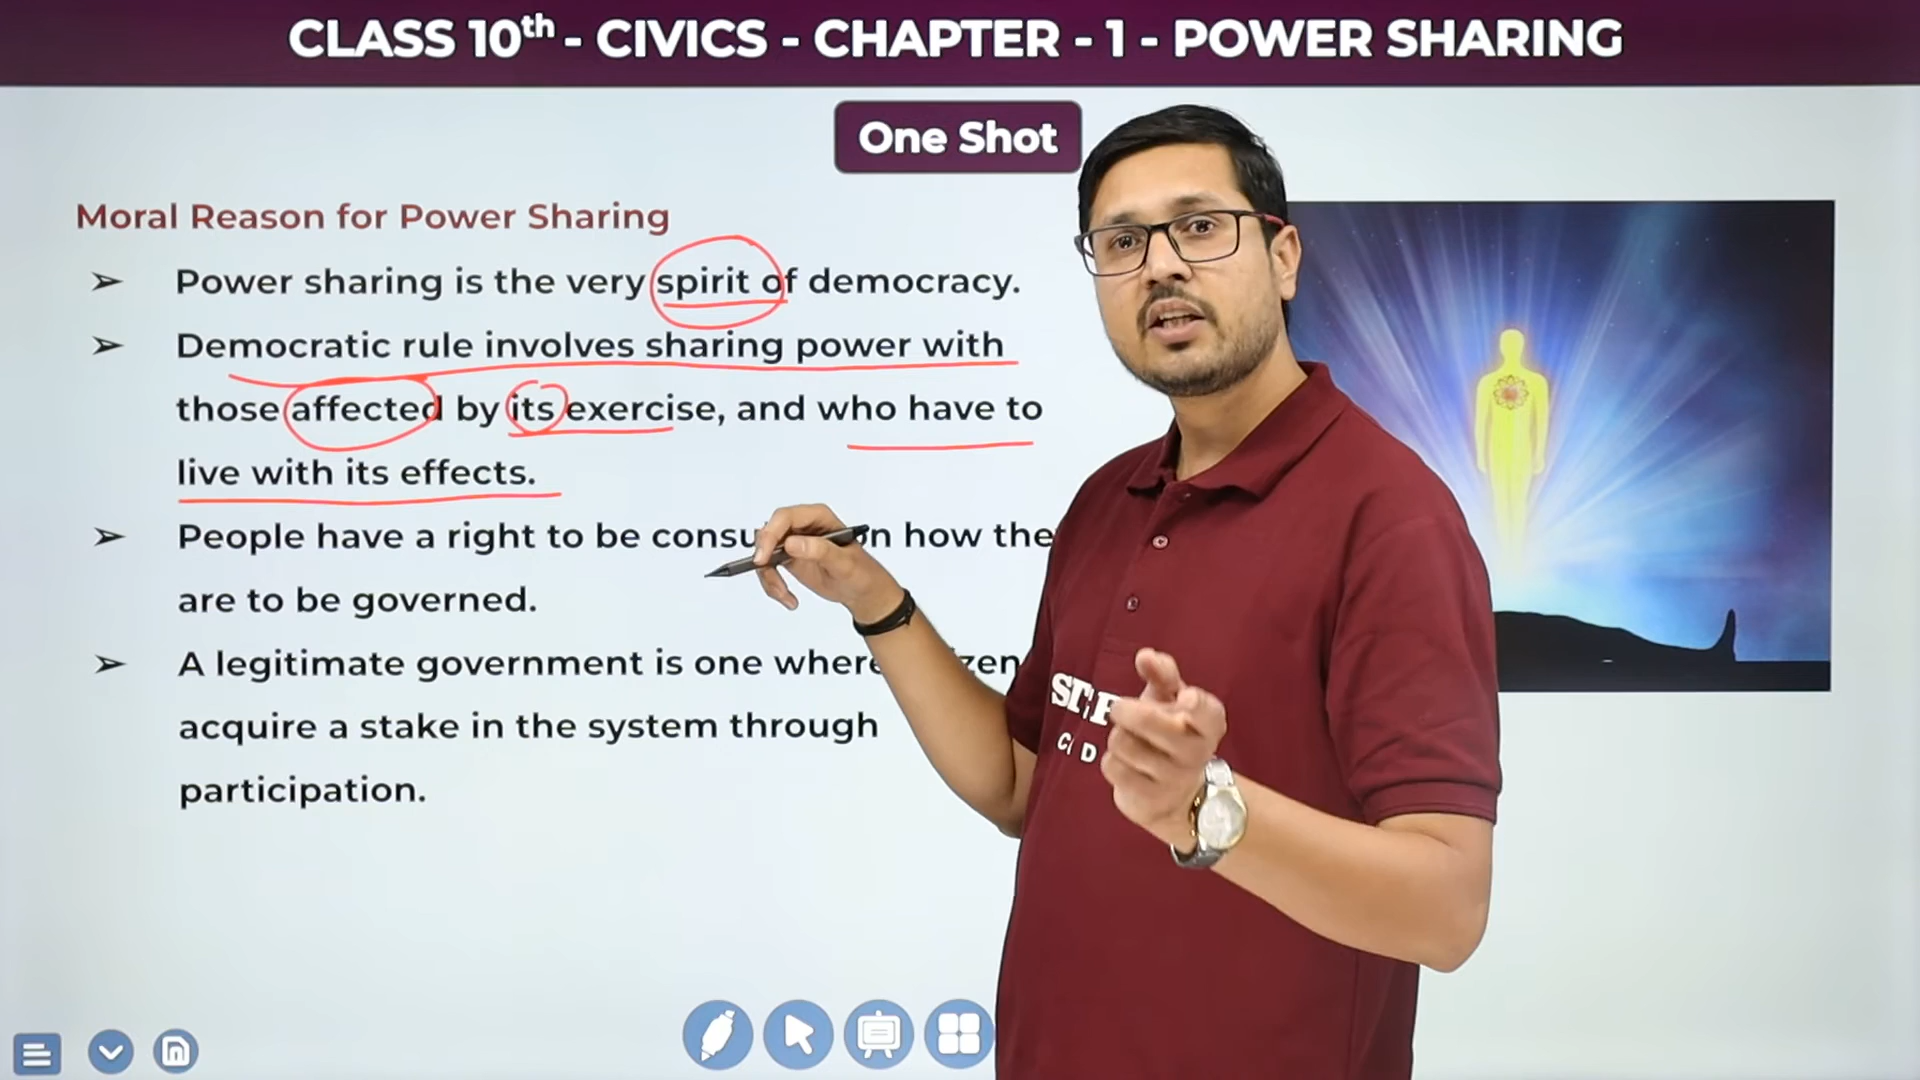 CLASS 10th - CIVICS - CHAPTER - 1 - POWER SHARING
One Shot
Moral Reason for Power Sharing
➢ Power sharing is the very spirit of democracy.
➢ Democratic rule involves sharing power with
those affected by its exercise, and who have to
live with its effects.
➢ People have a right to be how
are to be governed.
➢ A legitimate government is one where
acquire a stake in the system through
participation.